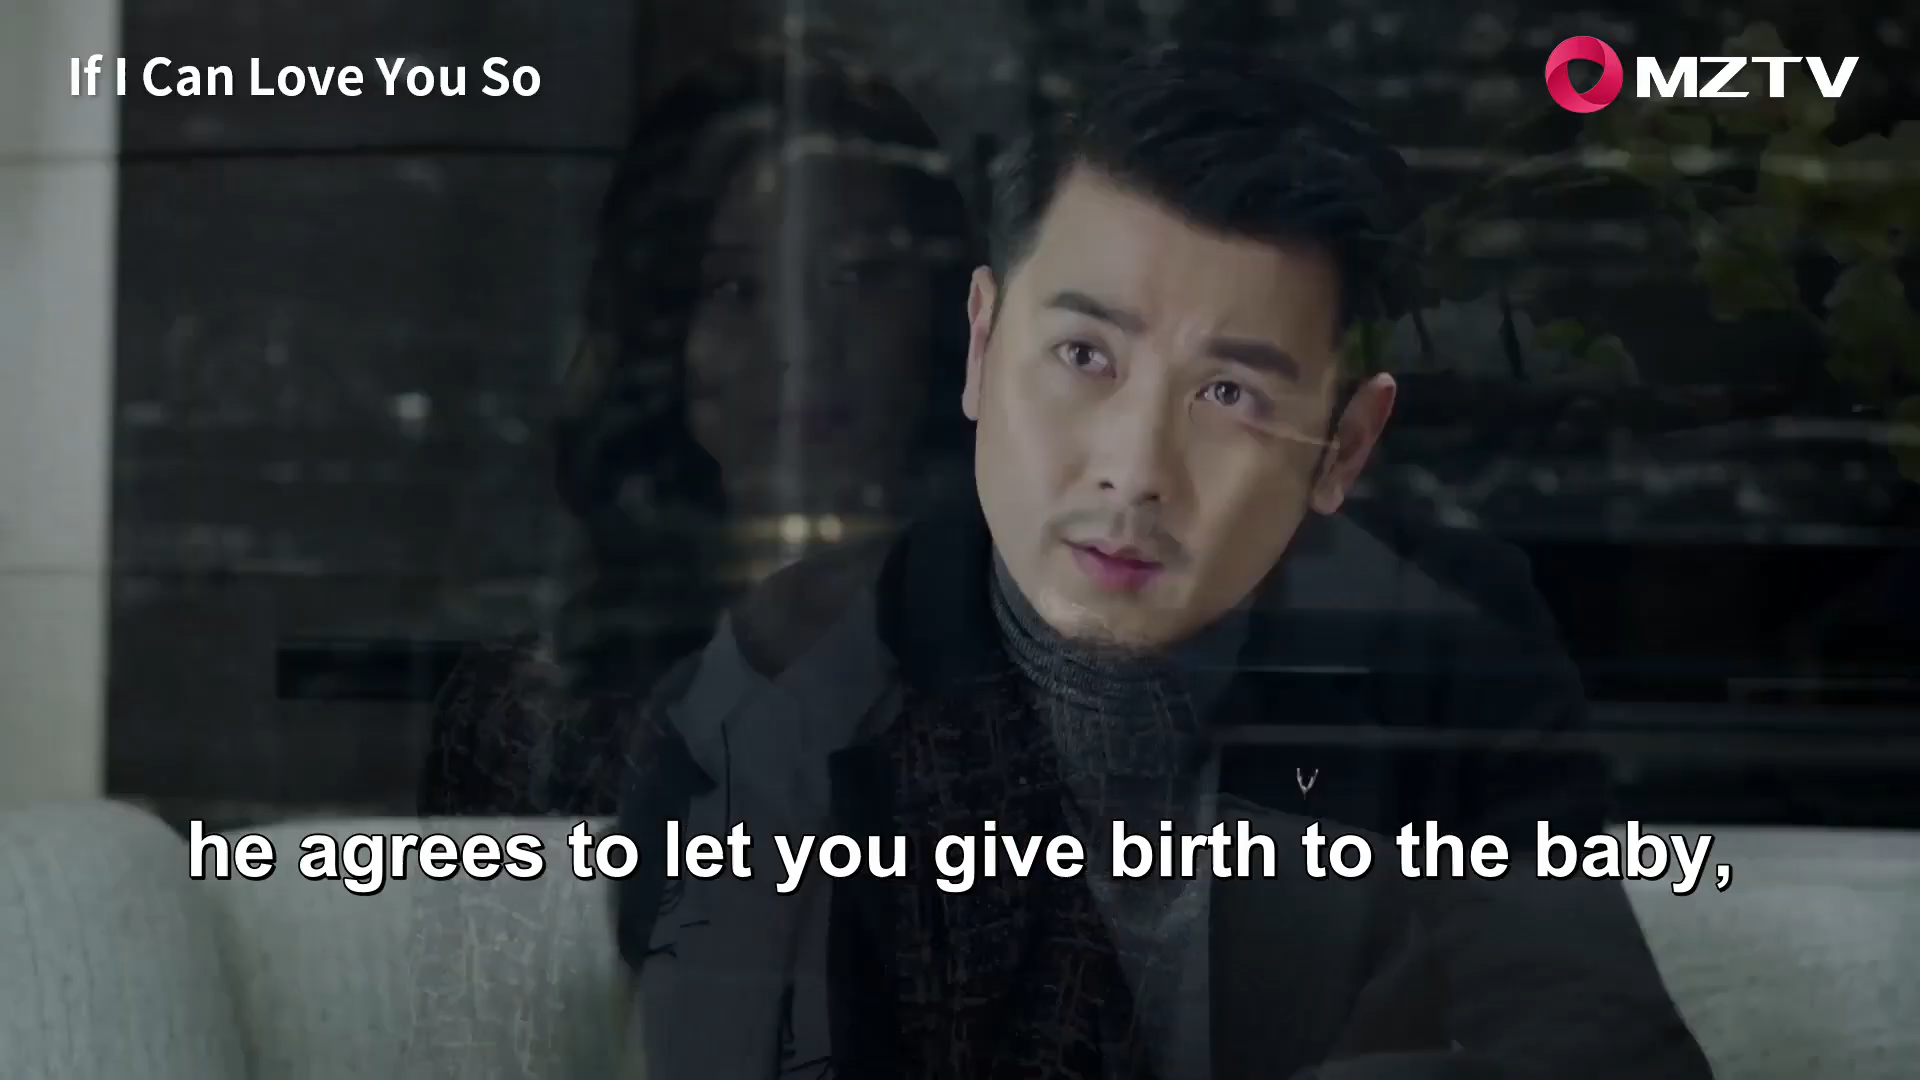 If I Can Love You So
MZTV
he agrees to let you give birth to the baby,